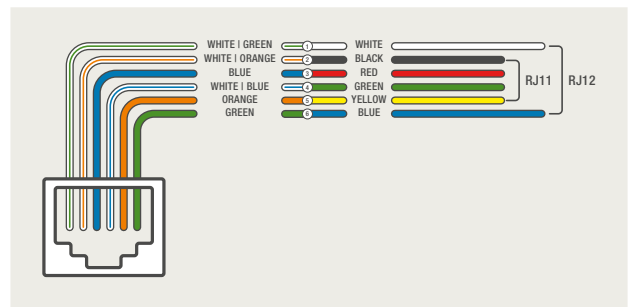 WHITE | GREEN 1 WHITE
WHITE | ORANGE 2 BLACK
BLUE 3 RED
WHITE | BLUE 4 GREEN
ORANGE 5 YELLOW
GREEN 6 BLUE
RJ11 RJ12